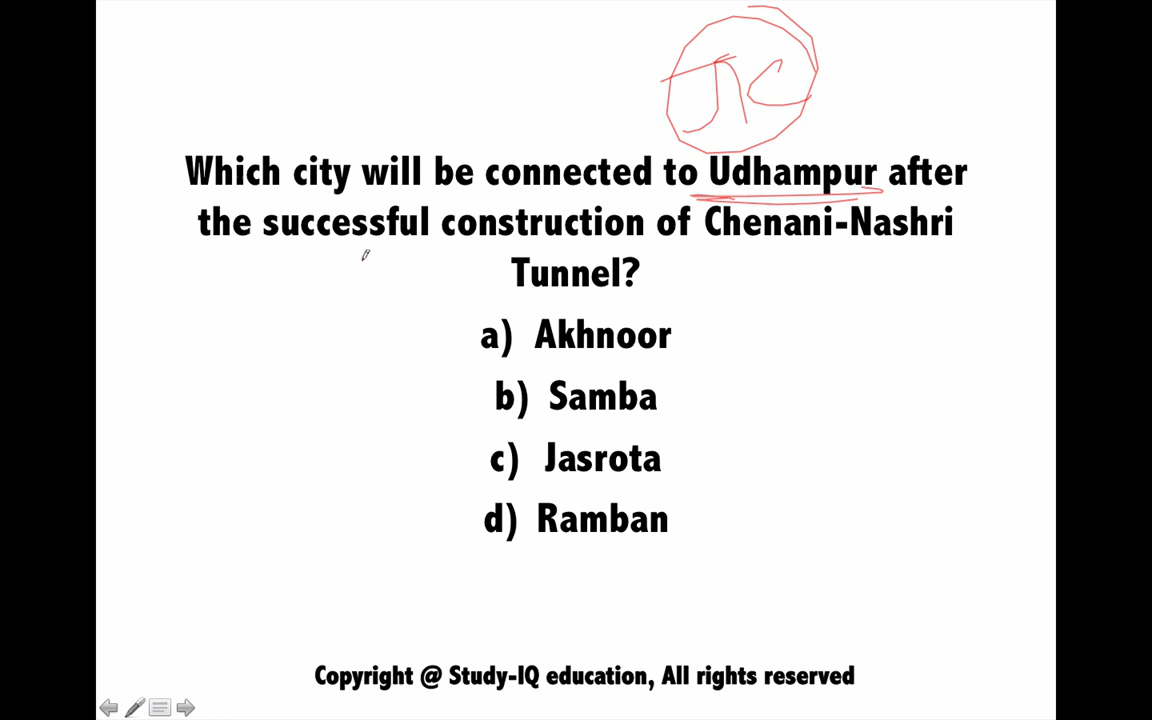 Which city will be connected to Udhampur after
the successful construction of Chenani-Nashri
Tunnel?
a) Akhnoor
b) Samba
c) Jasrota
d) Ramban
Copyright @ Study-IQ education, All rights reserved